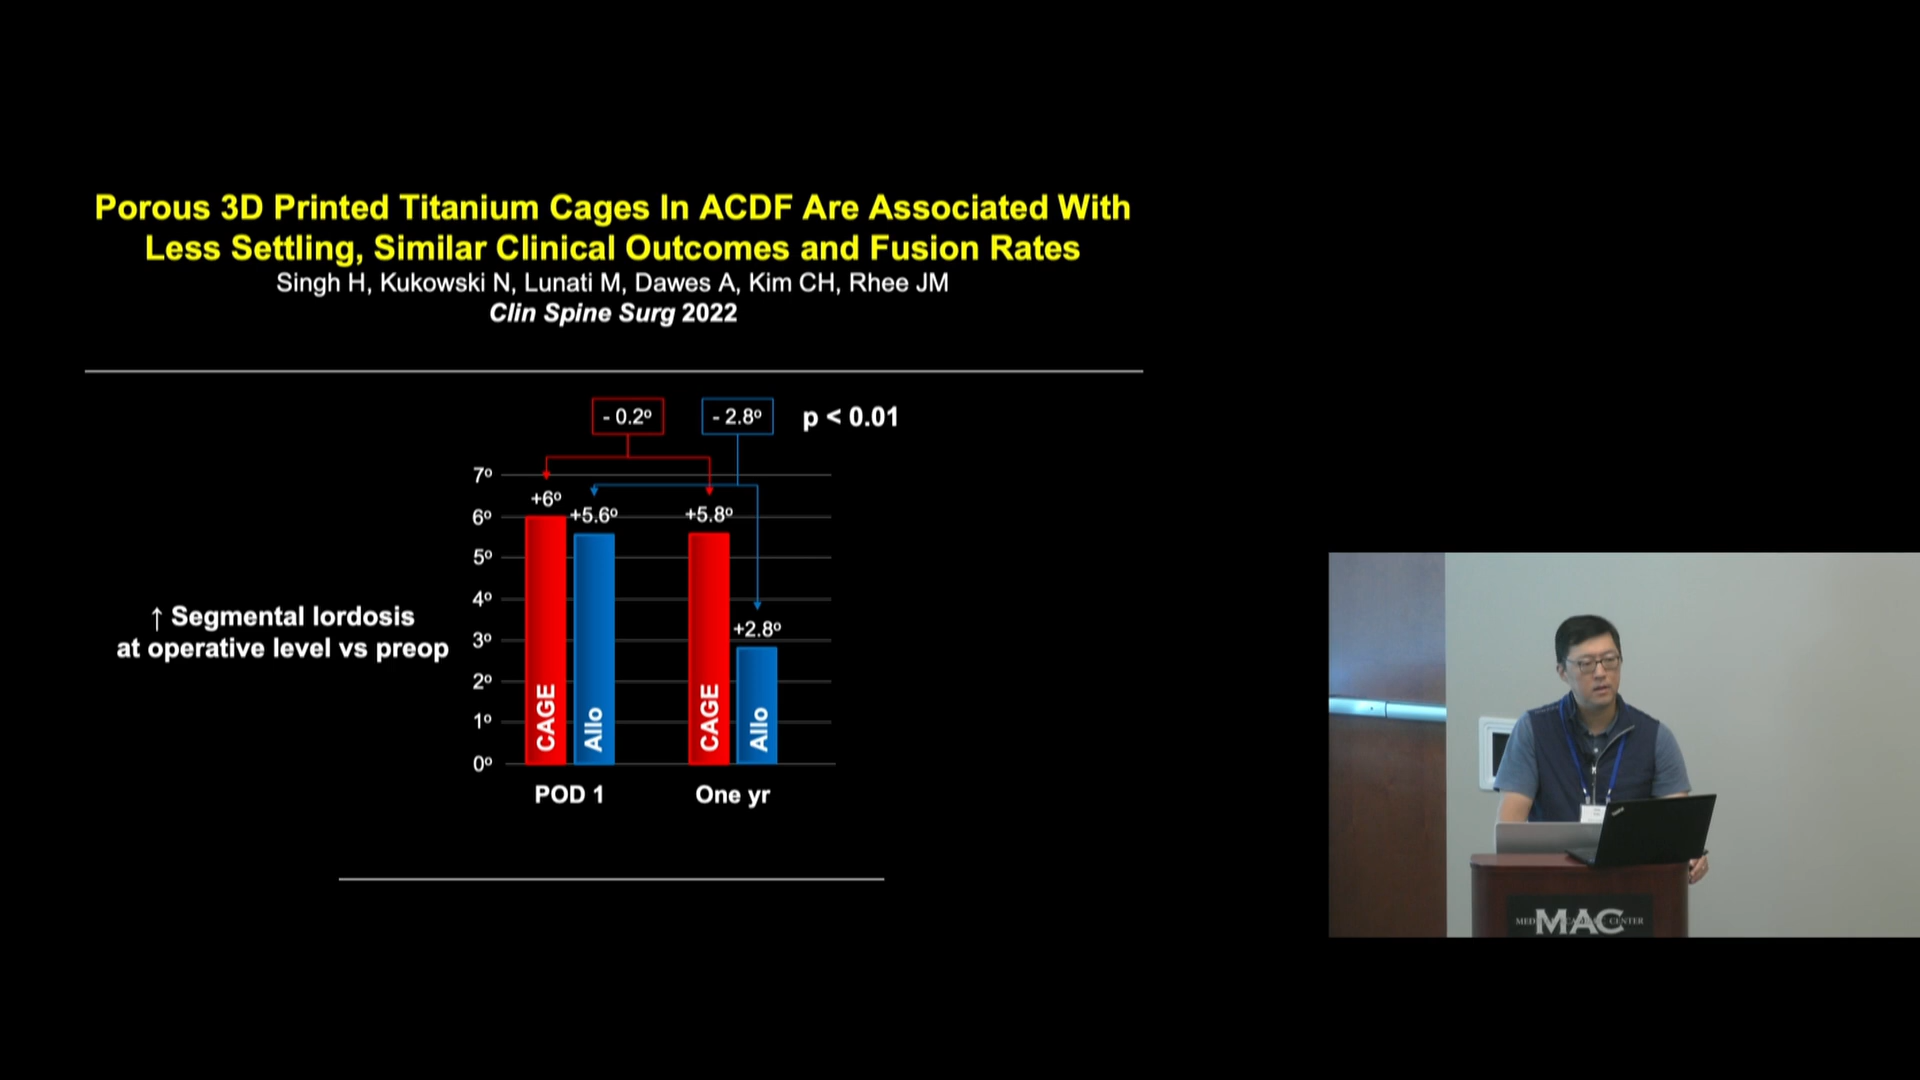 Porous 3D Printed Titanium Cages In ACDF Are Associated With
Less Settling, Similar Clinical Outcomes and Fusion Rates
Singh H, Kukowski N, Lunati M, Dawes A, Kim CH, Rhee JM
Clin Spine Surg 2022
- 0.2º
- 2.8º
p < 0.01
7º
+6º
+5.6º
+5.8º
6º
5º
4º
↑ Segmental lordosis
at operative level vs preop
+2.8º
3º
2º
1º
0º
CAGE
Allo
CAGE
Allo
POD 1
One yr
MAC
CENTER